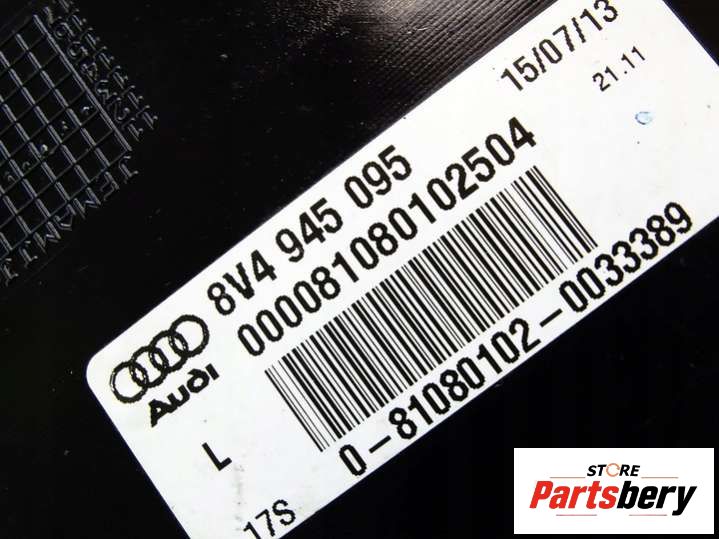 15/07/13
21.11
8V4 945 095
000081080102504
Audi
0-81080102-0033389
L
17S
STORE
Partsbery